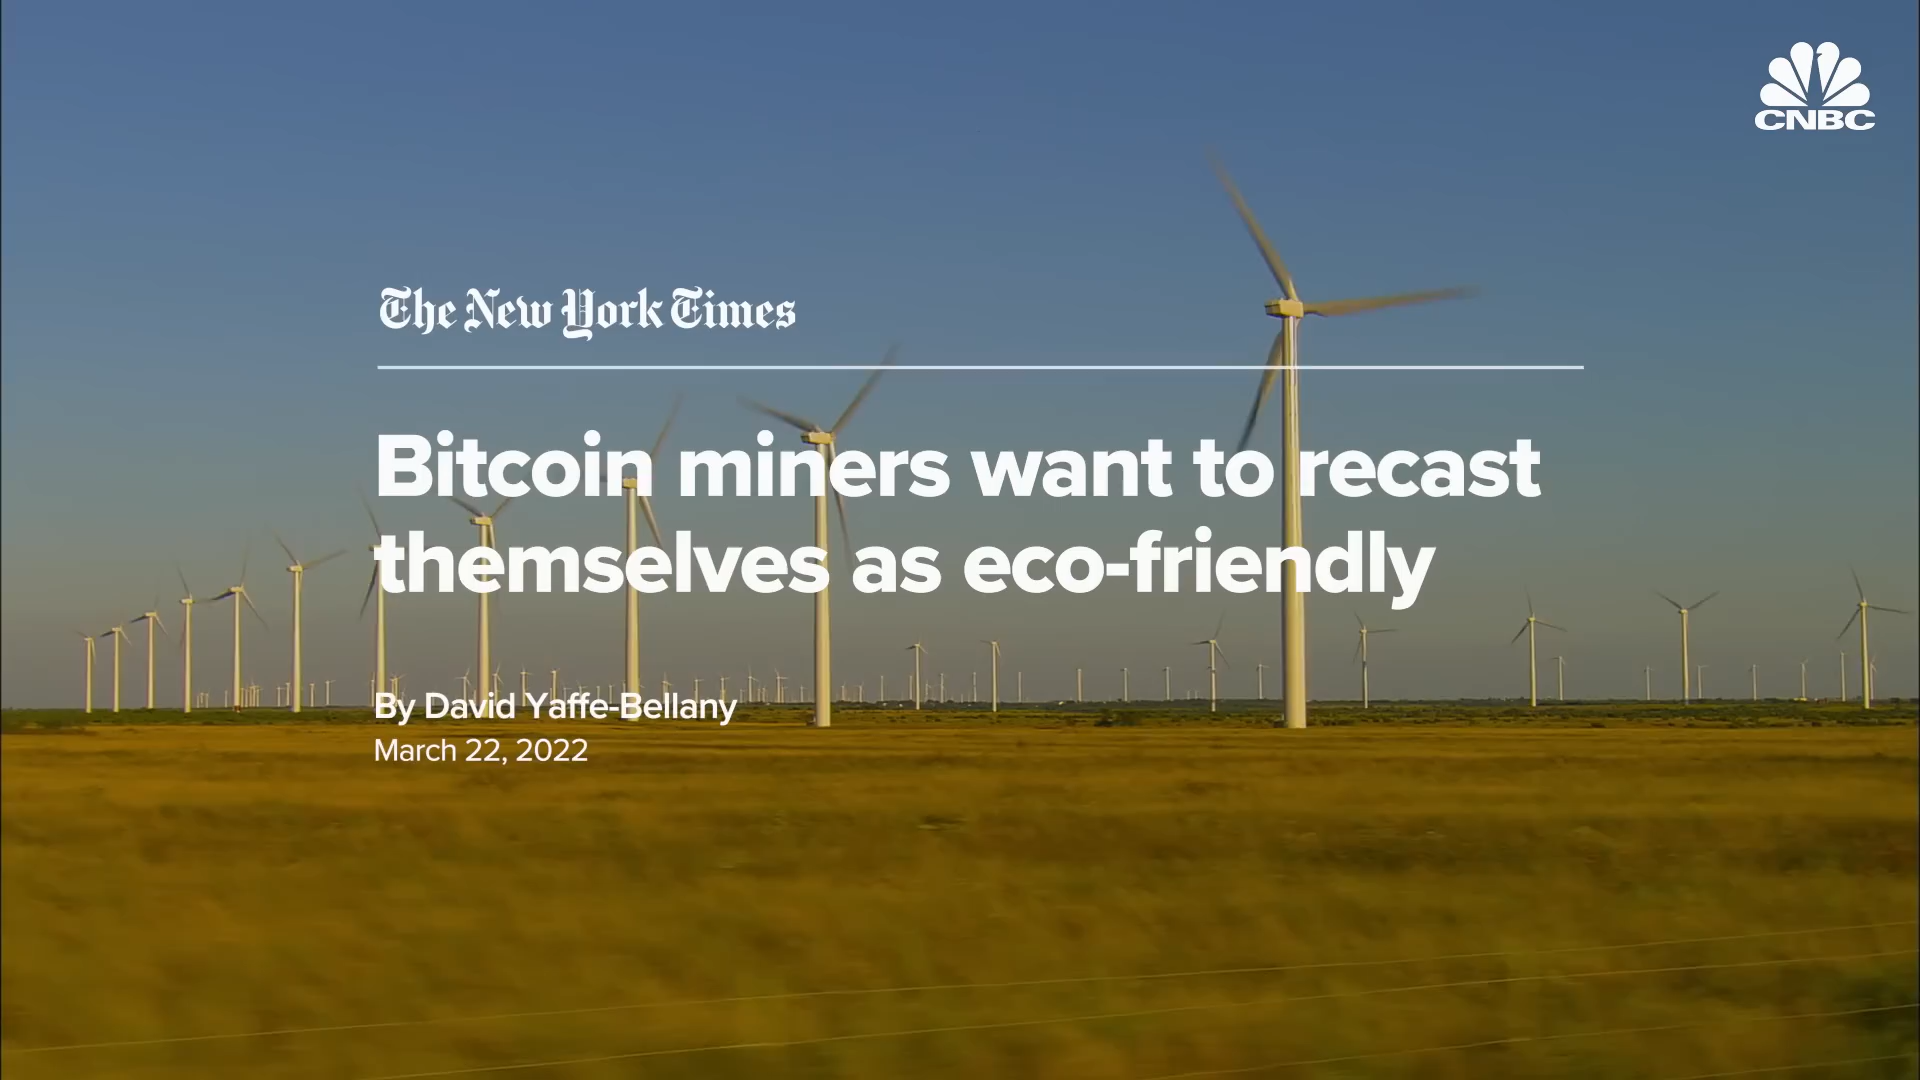 CNBC
The New York Times
Bitcoin miners want to recast
themselves as eco-friendly
By David Yaffe-Bellany
March 22, 2022